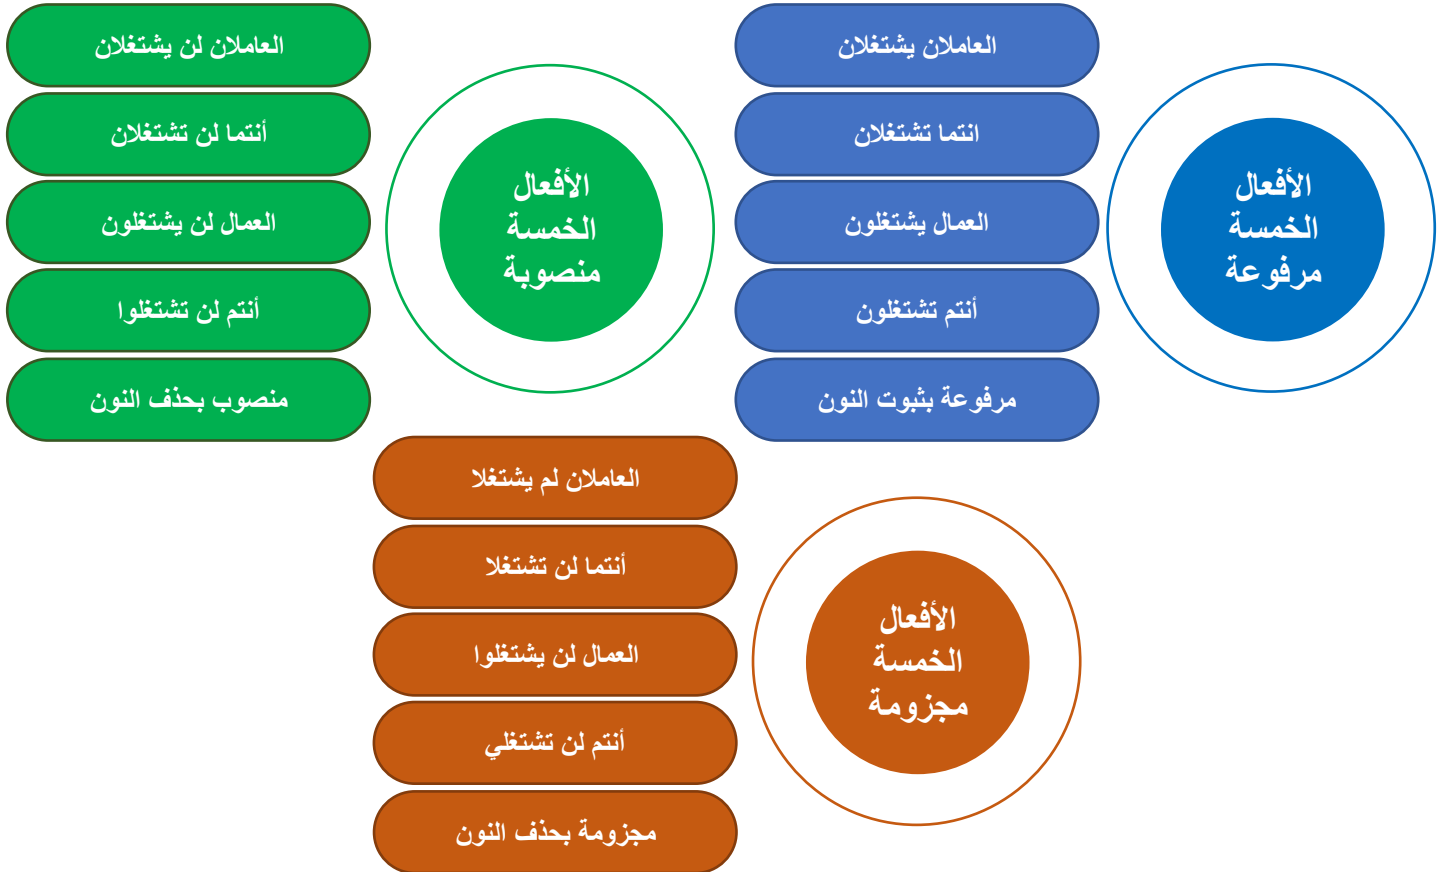 الأفعال
الخمسة
مرفوعة
العاملان يشتغلان
انتما تشتغلان
العمال يشتغلون
أنتم تشتغلون
مرفوعة بثبوت النون
الأفعال
الخمسة
منصوبة
العاملان لن يشتغلان
أنتما لن تشتغلان
العمال لن يشتغلون
أنتم لن تشتغلوا
منصوب بحذف النون
الأفعال
الخمسة
مجزومة
العاملان لم يشتغلا
أنتما لن تشتغلا
العمال لن يشتغلوا
أنتم لن تشتغلي
مجزومة بحذف النون